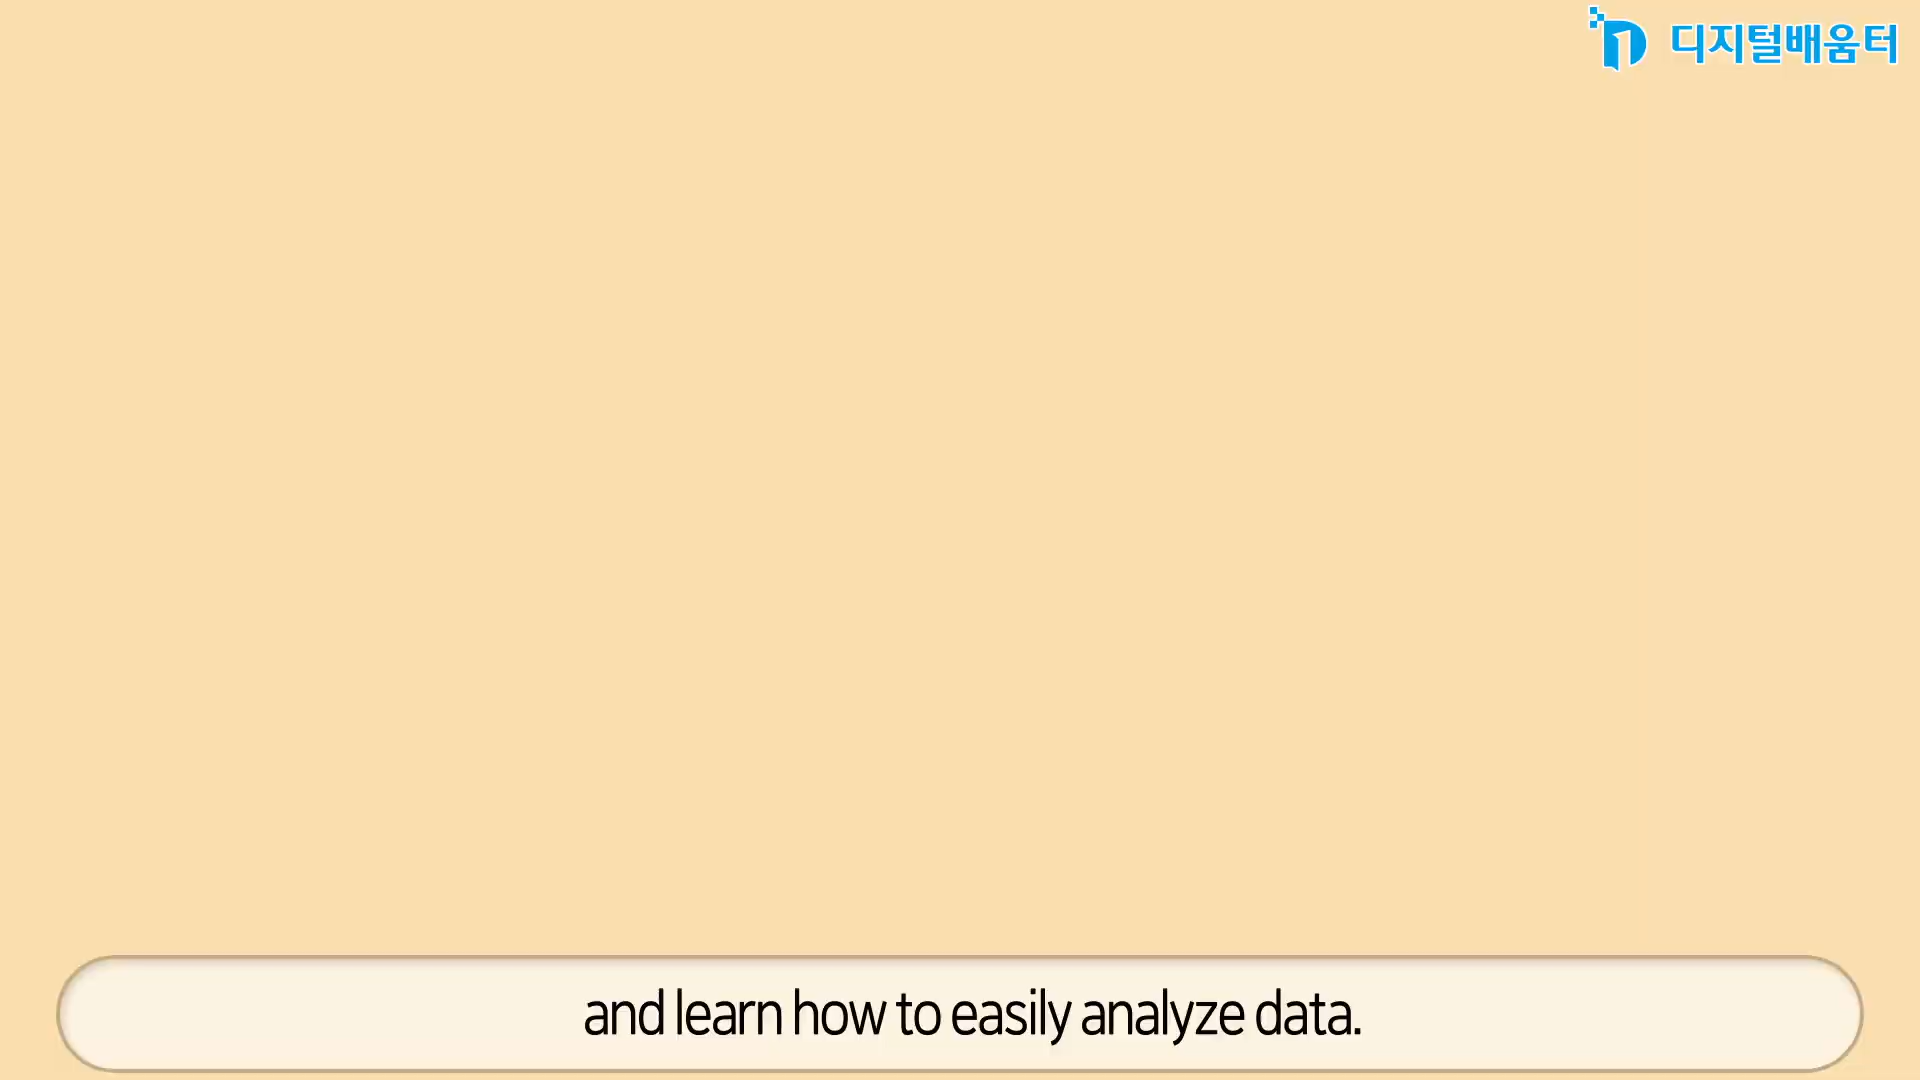 디지털배움터
and learn how to easily analyze data.